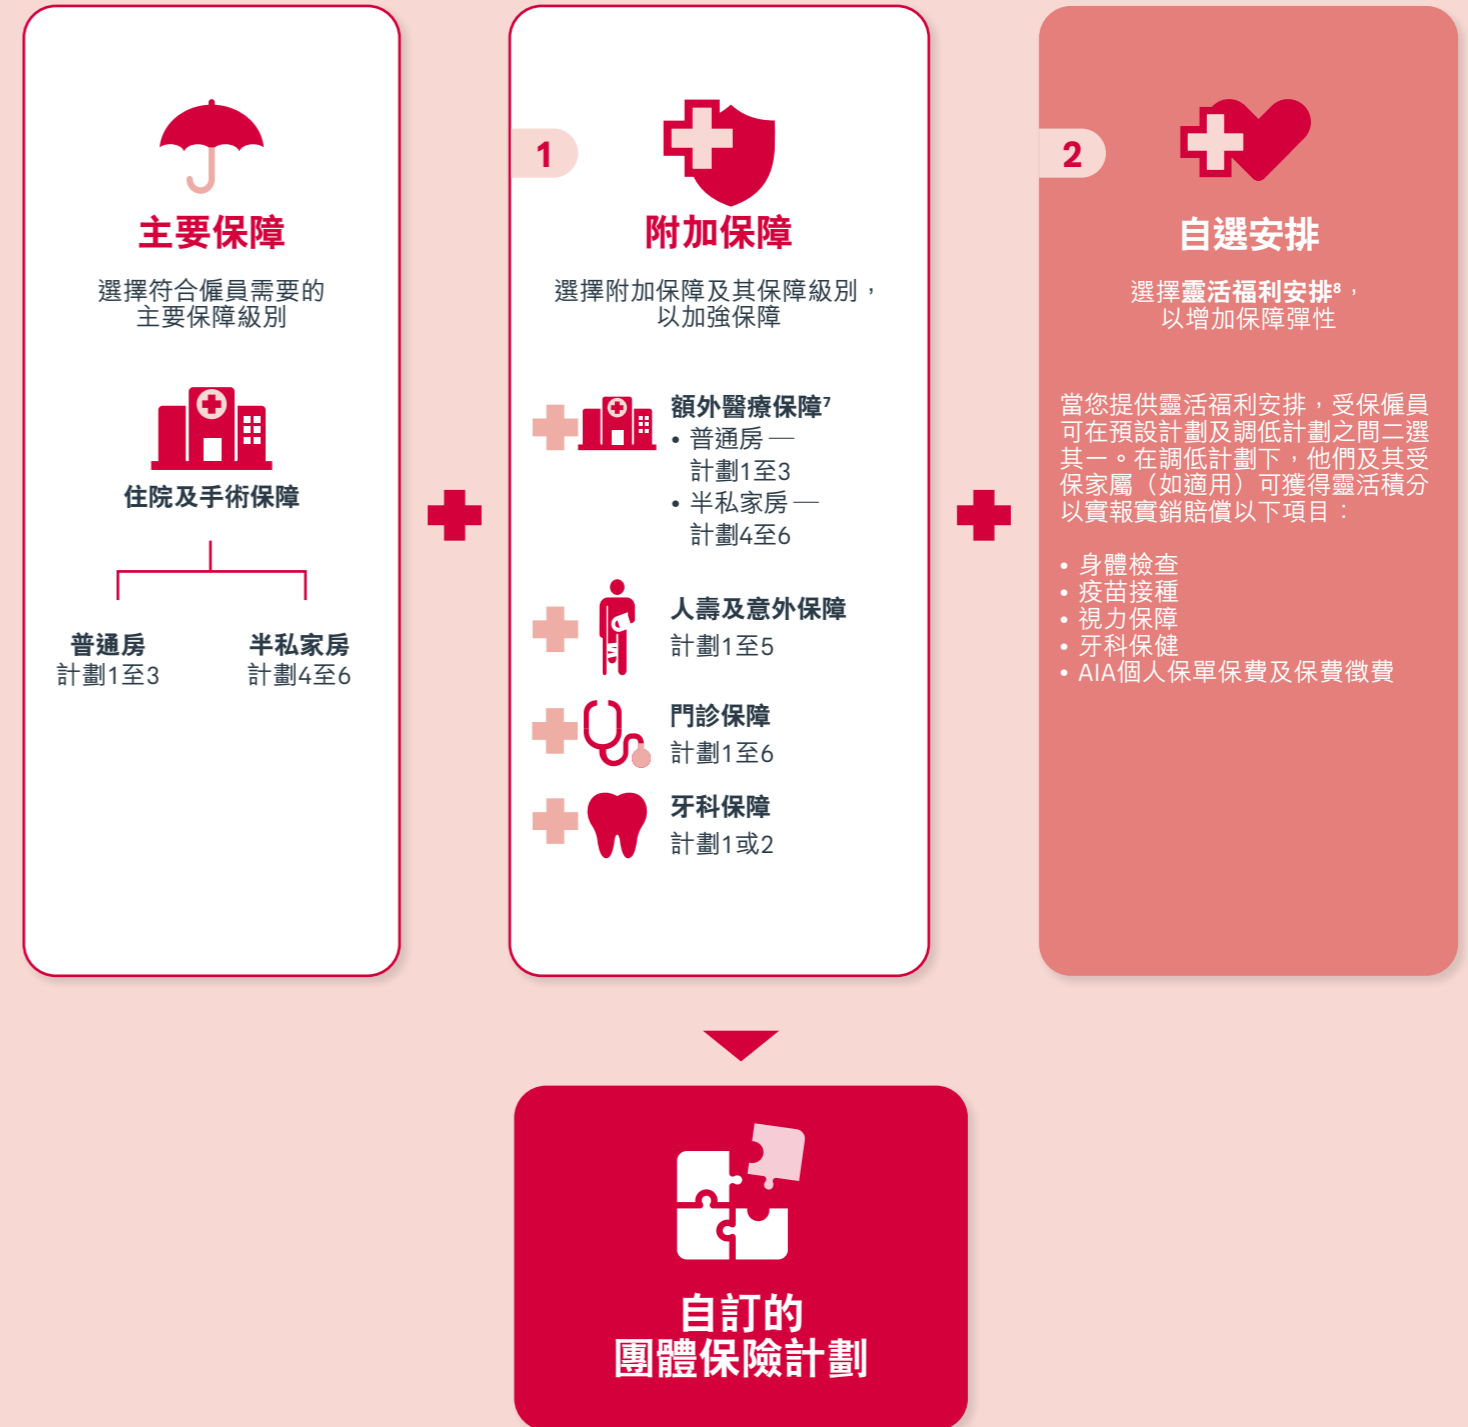 主要保障
選擇符合僱員需要的
主要保障級別
住院及手術保障
普通房
計劃1至3
半私家房
計劃4至6
1
附加保障
選擇附加保障及其保障級別，
以加強保障
額外醫療保障⁷
• 普通房 —
計劃1至3
• 半私家房 —
計劃4至6
人壽及意外保障
計劃1至5
門診保障
計劃1至6
牙科保障
計劃1或2
2
自選安排
選擇靈活福利安排⁸，
以增加保障彈性
當您提供靈活福利安排，受保僱員
可在預設計劃及調低計劃之間二選
其一。在調低計劃下，他們及其受
保家屬（如適用）可獲得靈活積分
以實報實銷賠償以下項目：
• 身體檢查
• 疫苗接種
• 視力保障
• 牙科保健
• AIA個人保單保費及保費徵費
自訂的
團體保險計劃